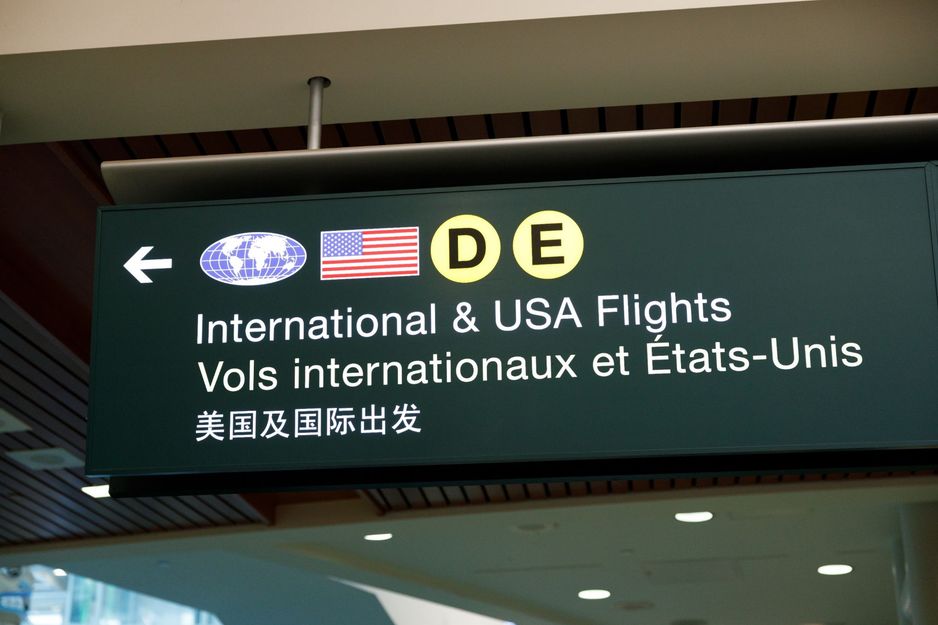 D E
International & USA Flights
Vols internationaux et États-Unis
美国及国际出发